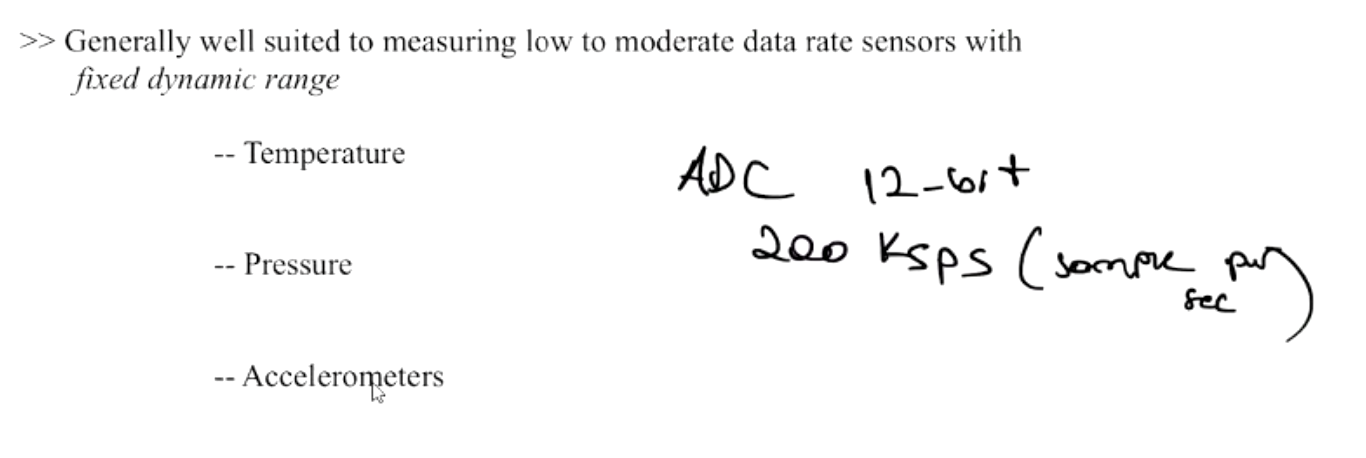 >> Generally well suited to measuring low to moderate data rate sensors with
fixed dynamic range
-- Temperature
ADC 12-bit
200 KSPS (sample per
sec)
-- Pressure
-- Accelerometers